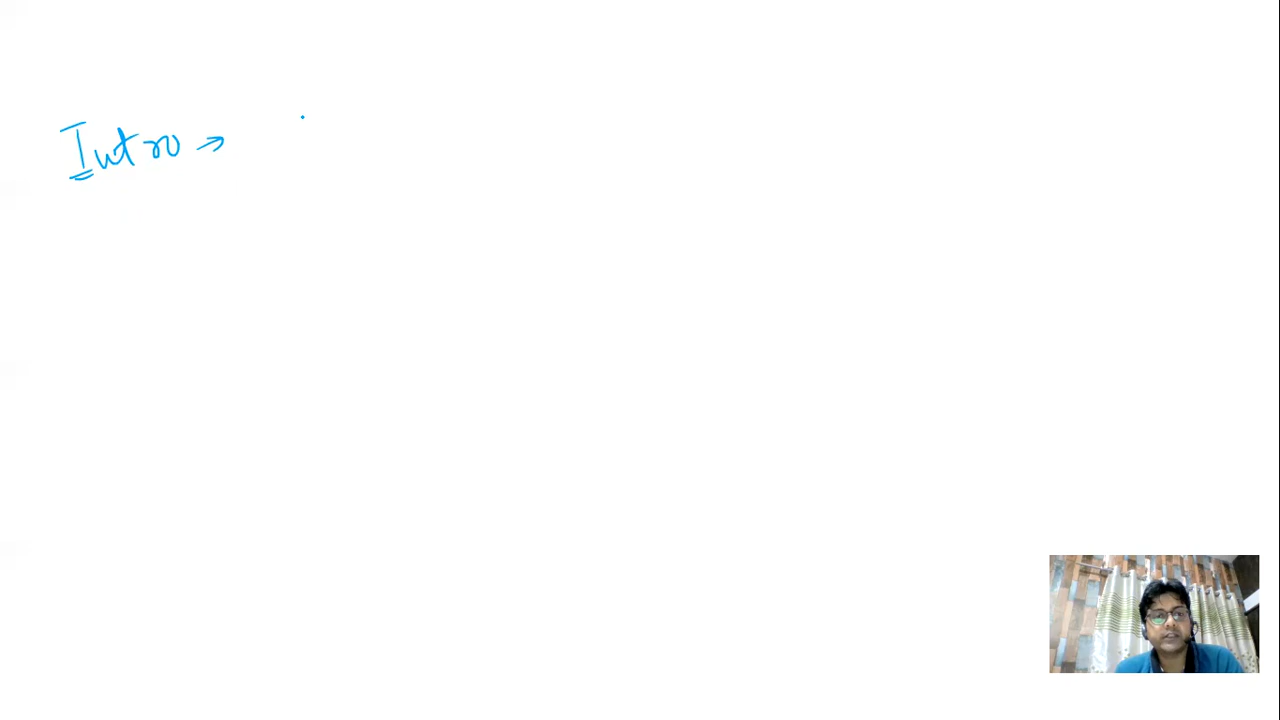 Intro →